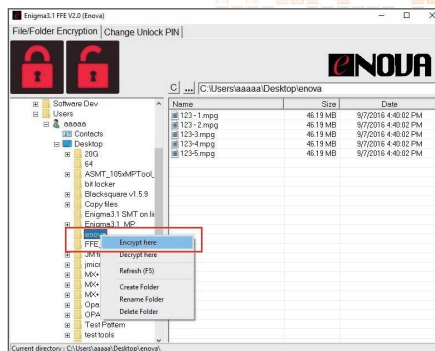 Enigma3.1 FFE V2.0 (Enova)
File/Folder Encryption Change Unlock PIN
eNOVA
C ... C:\Users\aaaaa\Desktop\enova
Name Size Date
123 - 1.mpg 46.19 MB 9/7/2016 4:40:02 PM
123 - 2.mpg 46.19 MB 9/7/2016 4:40:02 PM
123-3.mpg 46.19 MB 9/7/2016 4:40:02 PM
123-4.mpg 46.19 MB 9/7/2016 4:40:02 PM
123-5.mpg 46.19 MB 9/7/2016 4:40:02 PM
Software Dev
Users
aaaaa
Contacts
Desktop
20G
64
ASMT_105xMPTool_
bit locker
Blacksquare v1.5.9
Copy files
Enigma3.1 SMT on li
Enigma3.1_MP
enova
Encrypt here
FFE_
Decrypt here
JM t
jmicr
Refresh (F5)
MX+
MX+
Create Folder
MX+
Rename Folder
Opa
OPA
Delete Folder
Test Pattern
test tools
Current directory : C:\Users\aaaaa\Desktop\enova\